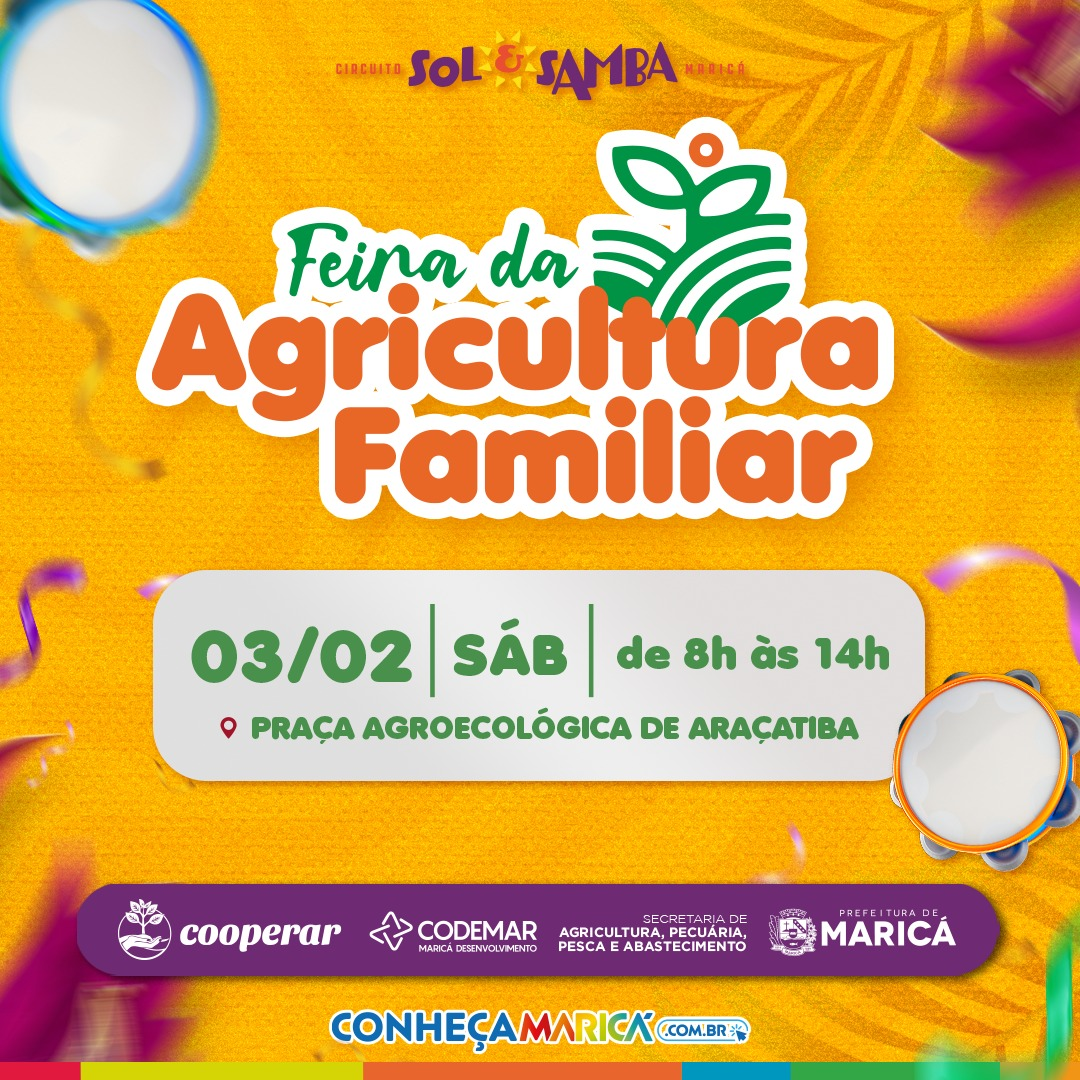 CIRCUITO SOL & SAMBA MARICÁ
Feira da
Agricultura
Familiar
03/02 SÁB de 8h às 14h
PRAÇA AGROECOLÓGICA DE ARAÇATIBA
cooperar
CODEMAR
MARICÁ DESENVOLVIMENTO
SECRETARIA DE
AGRICULTURA, PECUÁRIA,
PESCA E ABASTECIMENTO
PREFEITURA DE
MARICÁ
CONHEÇAMARICÁ.COM.BR